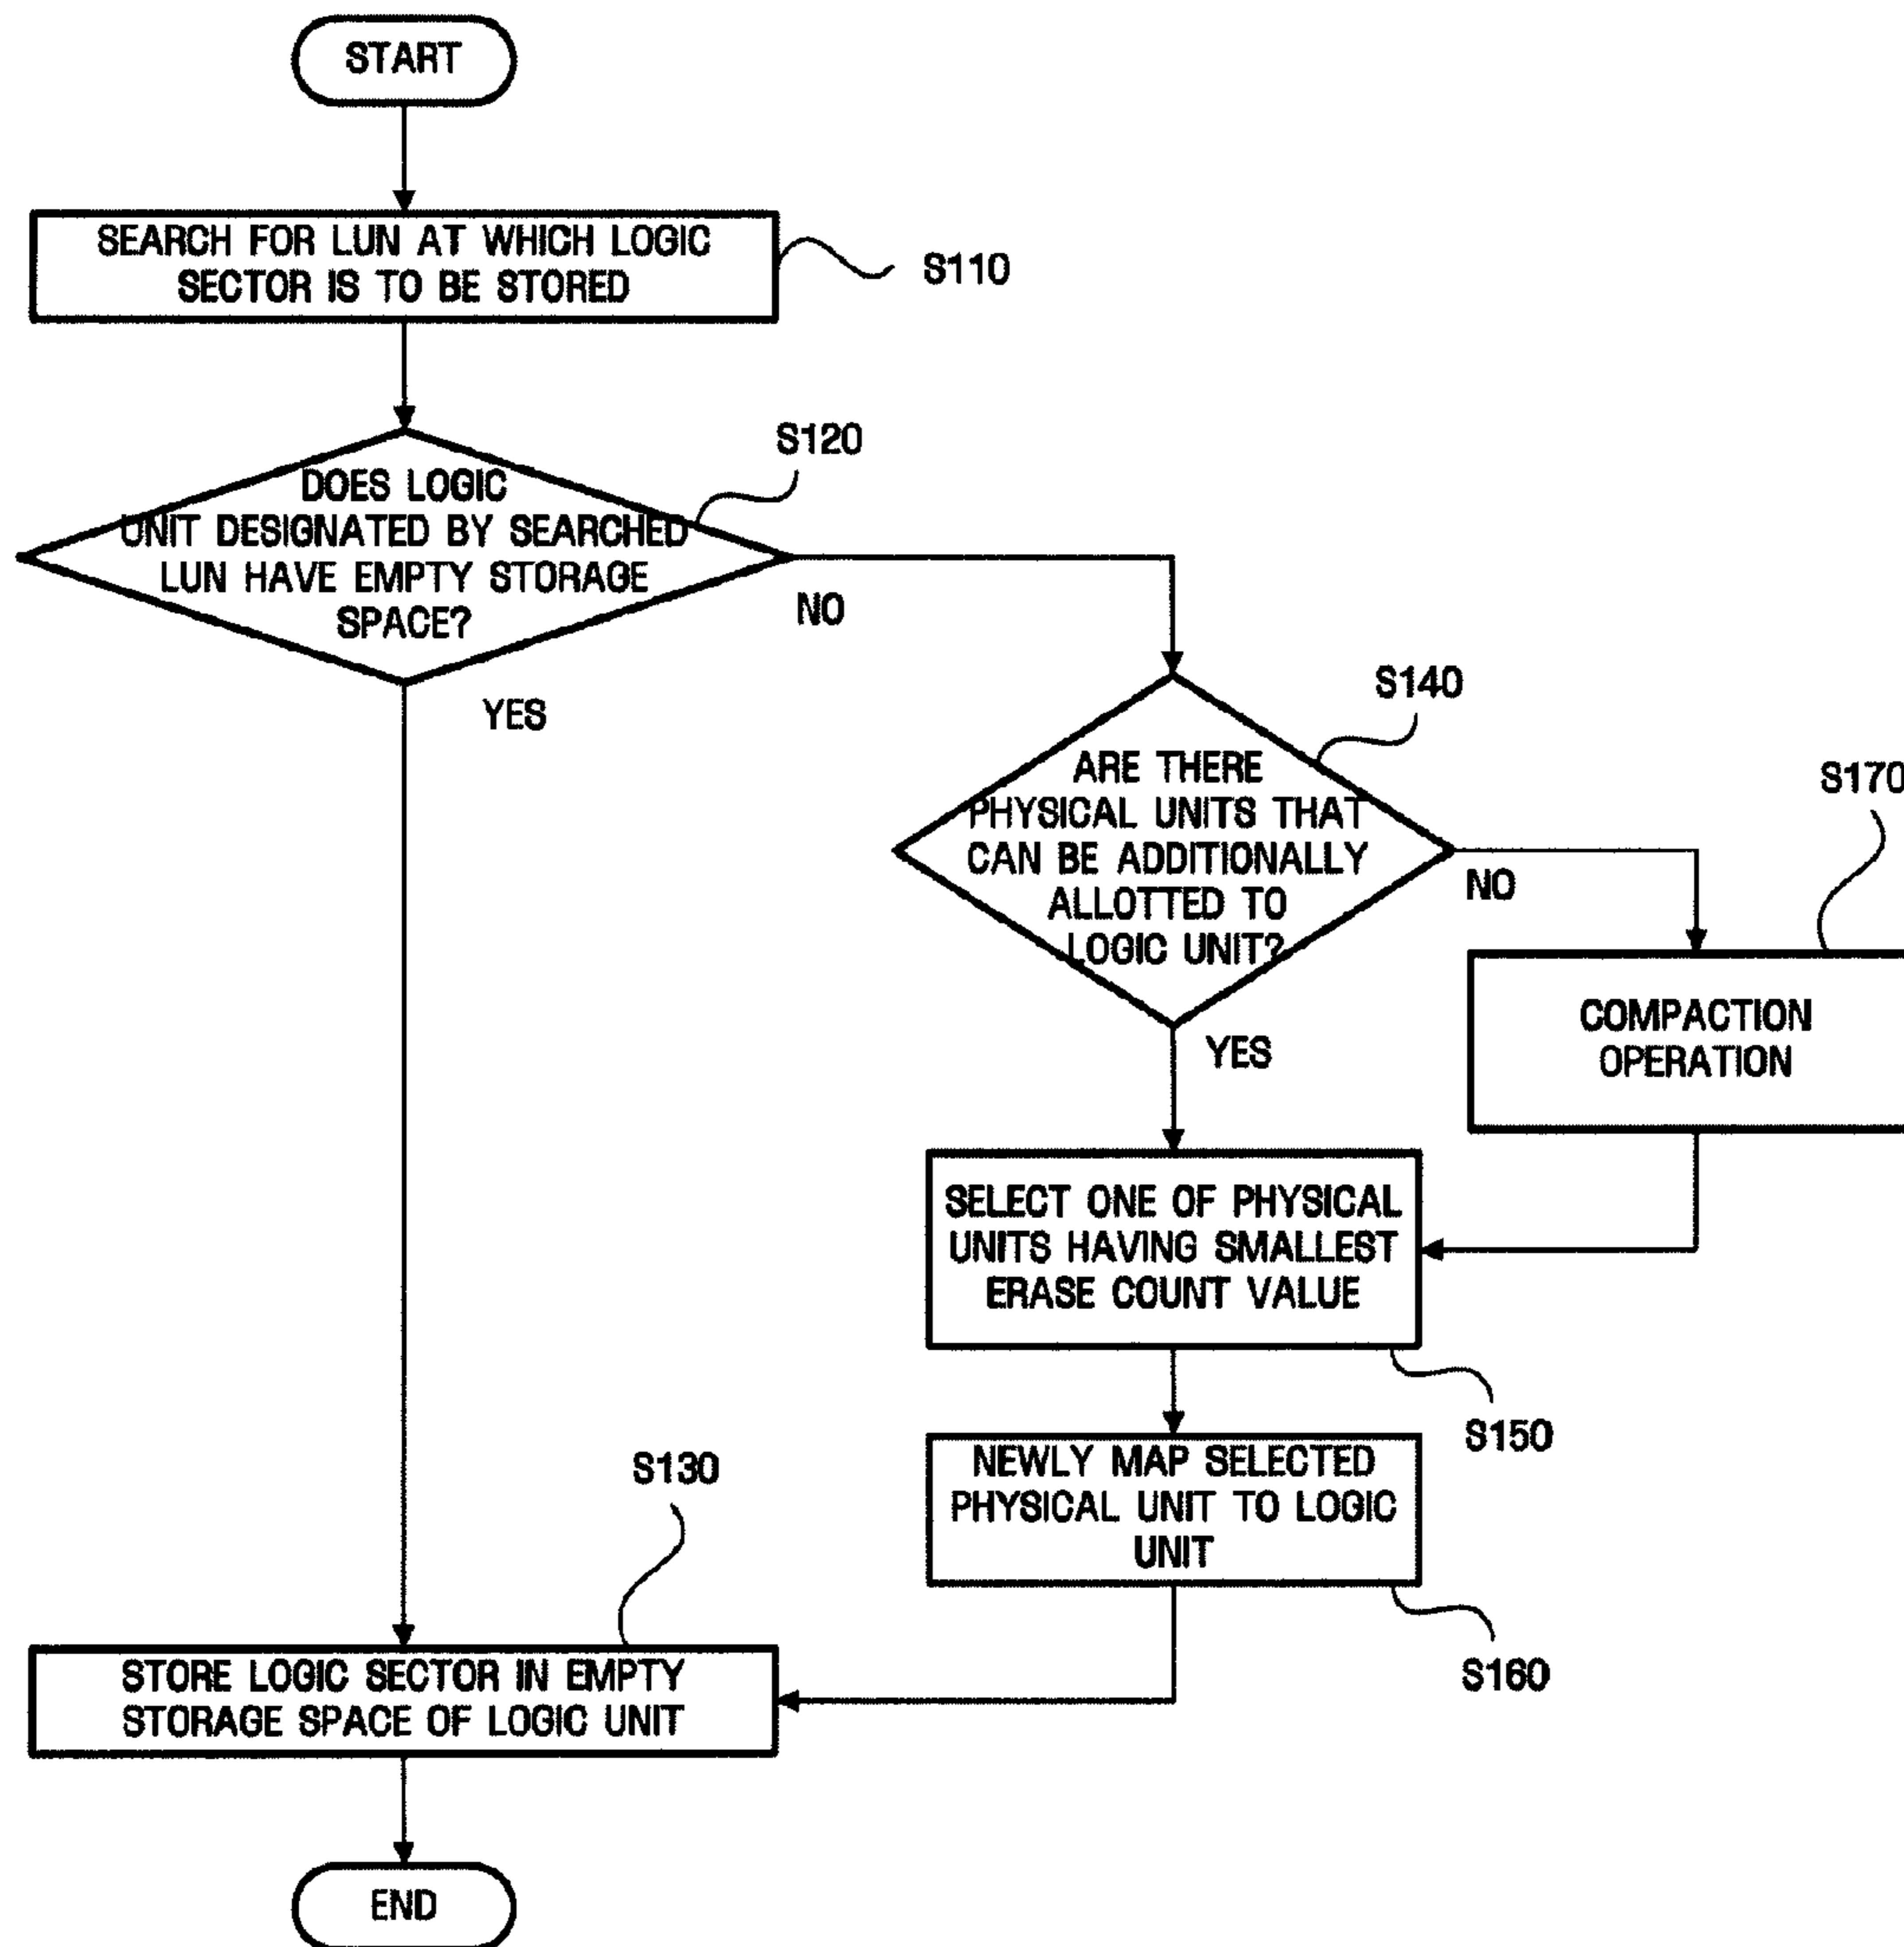 START
SEARCH FOR LUN AT WHICH LOGIC
SECTOR IS TO BE STORED
S110
DOES LOGIC
UNIT DESIGNATED BY SEARCHED
LUN HAVE EMPTY STORAGE
SPACE?
S120
NO
YES
ARE THERE
PHYSICAL UNITS THAT
CAN BE ADDITIONALLY
ALLOTTED TO
LOGIC UNIT?
S140
NO
YES
S170
COMPACTION
OPERATION
SELECT ONE OF PHYSICAL
UNITS HAVING SMALLEST
ERASE COUNT VALUE
S150
NEWLY MAP SELECTED
PHYSICAL UNIT TO LOGIC
UNIT
S160
S130
STORE LOGIC SECTOR IN EMPTY
STORAGE SPACE OF LOGIC UNIT
END